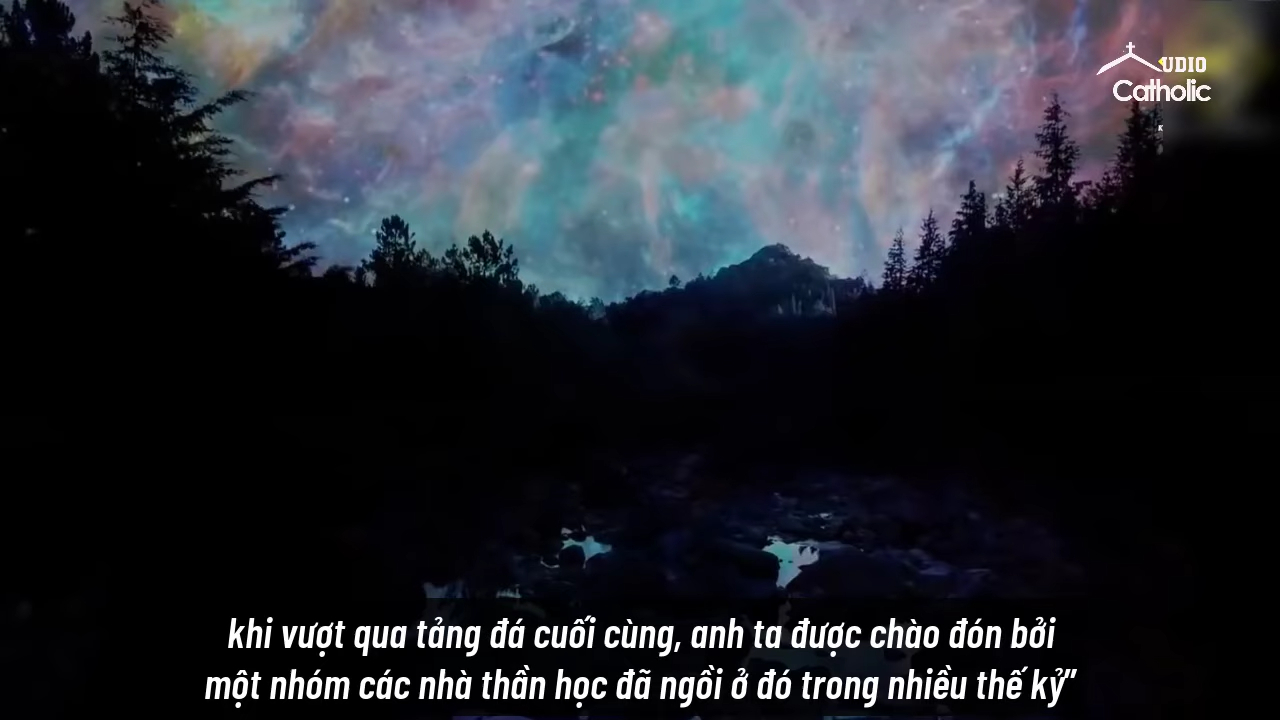 UDIO
Catholic
K
khi vượt qua tảng đá cuối cùng, anh ta được chào đón bởi
một nhóm các nhà thần học đã ngồi ở đó trong nhiều thế kỷ”